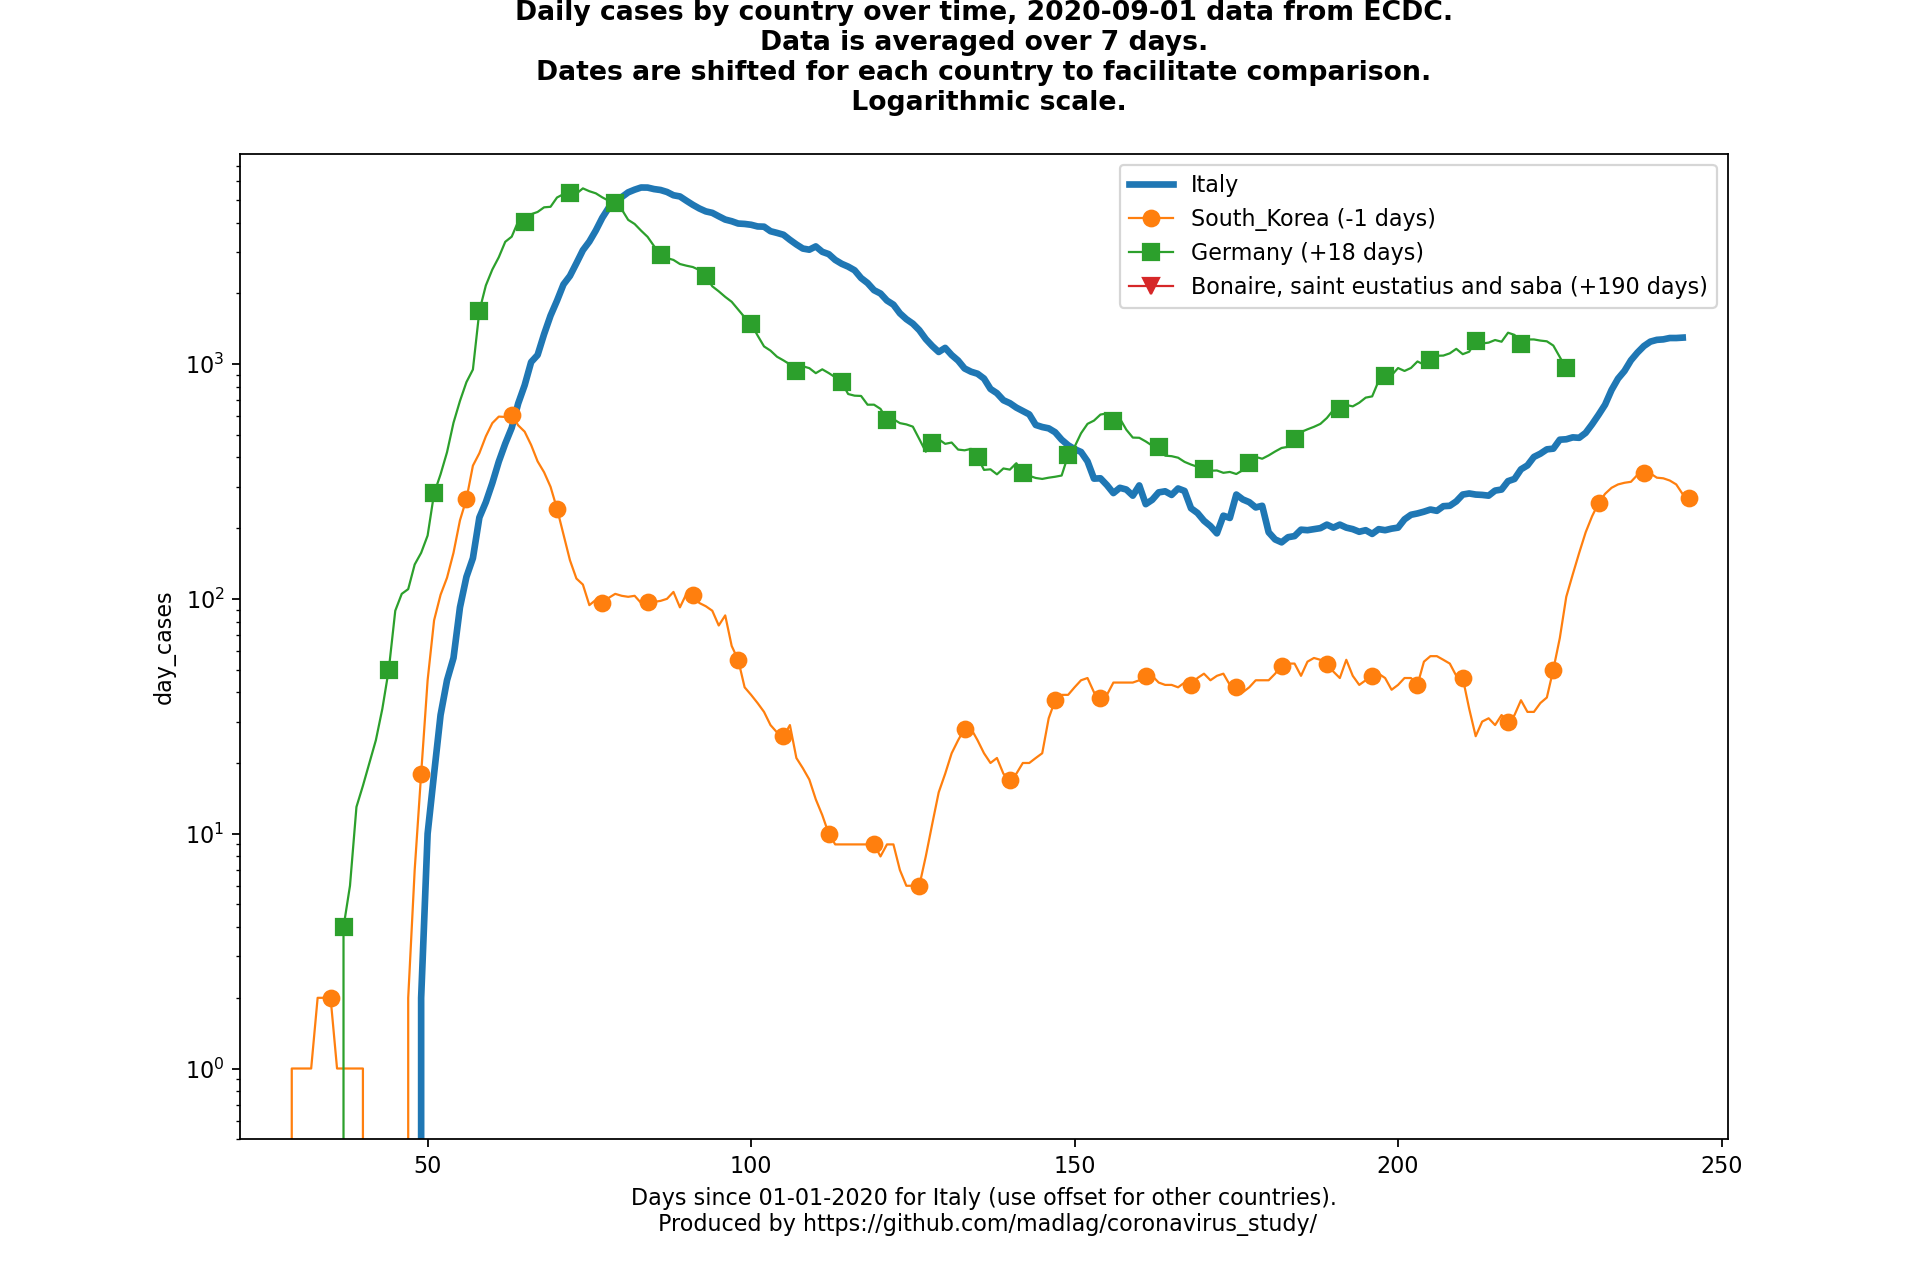 Daily cases by country over time, 2020-09-01 data from ECDC.
Data is averaged over 7 days.
Dates are shifted for each country to facilitate comparison.
Logarithmic scale.
Italy
South_Korea (-1 days)
Germany (+18 days)
Bonaire, saint eustatius and saba (+190 days)
day_cases
10³
10²
10¹
10⁰
50 100 150 200 250
Days since 01-01-2020 for Italy (use offset for other countries).
Produced by https://github.com/madlag/coronavirus_study/